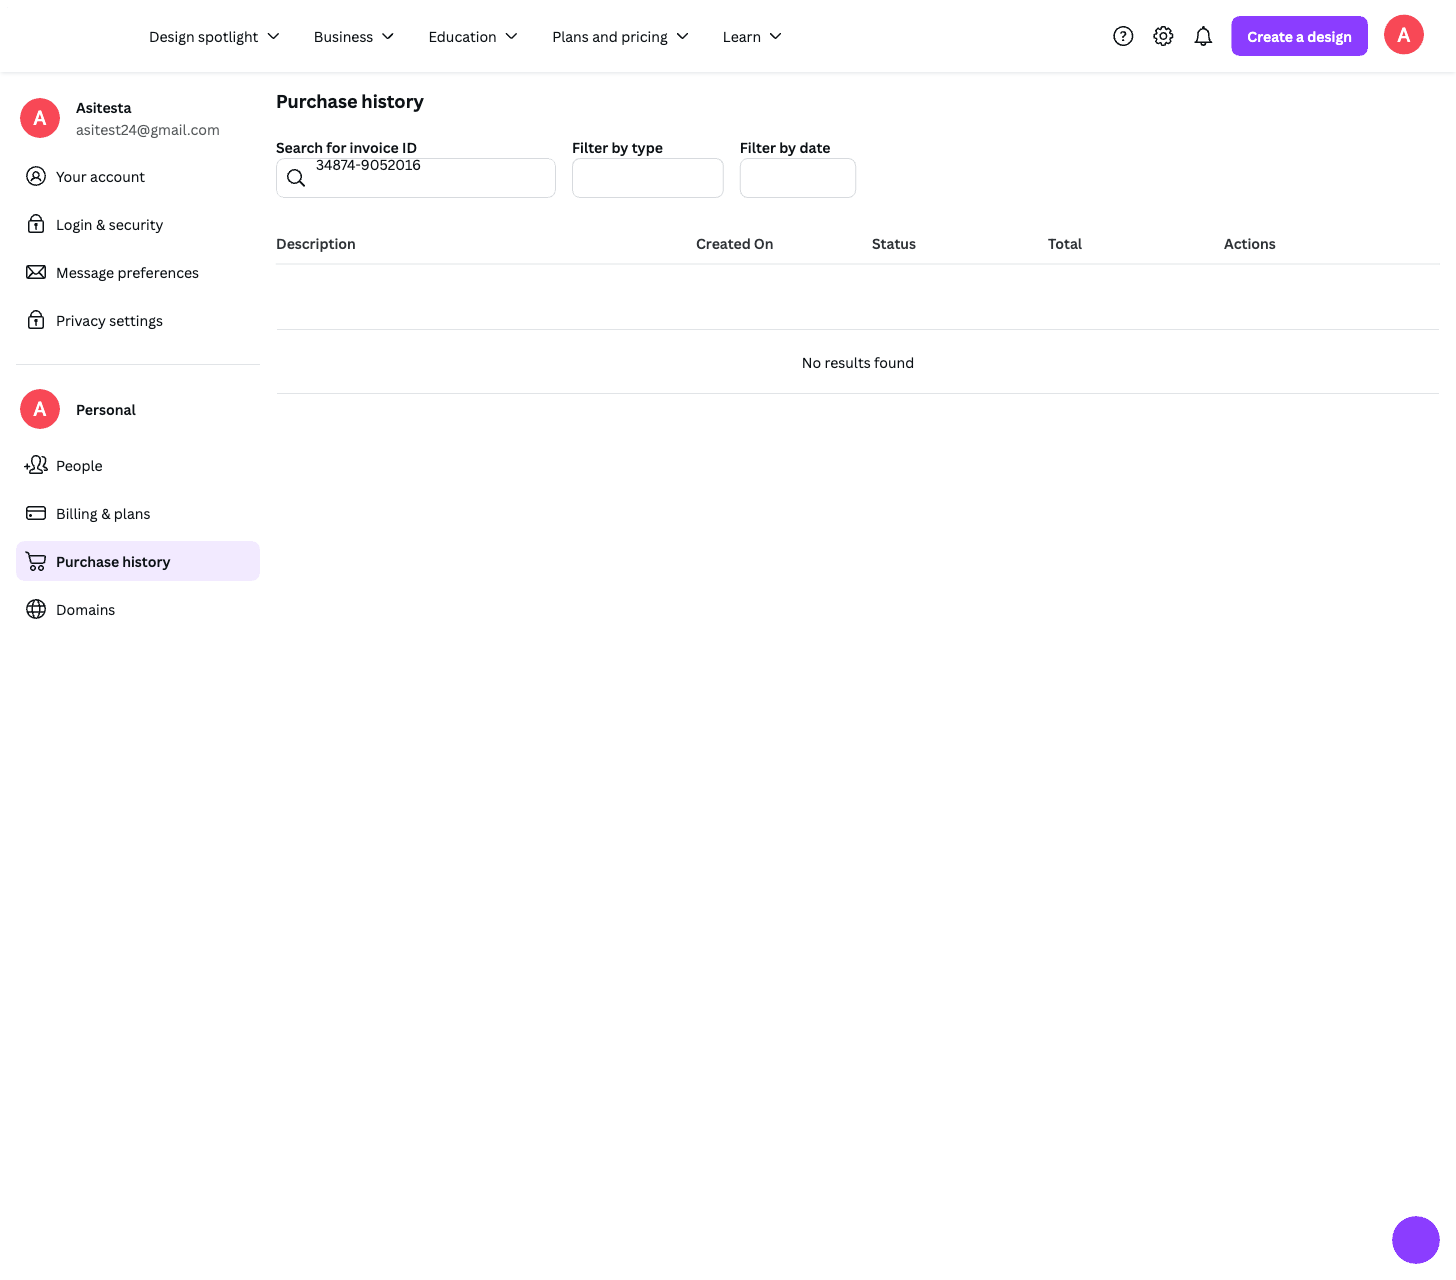 Design spotlight Business Education Plans and pricing Learn Create a design A
A Asitesta
asitest24@gmail.com
Your account
Login & security
Message preferences
Privacy settings
A Personal
People
Billing & plans
Purchase history
Domains
Purchase history
Search for invoice ID Filter by type Filter by date
34874-9052016
Description Created On Status Total Actions
No results found